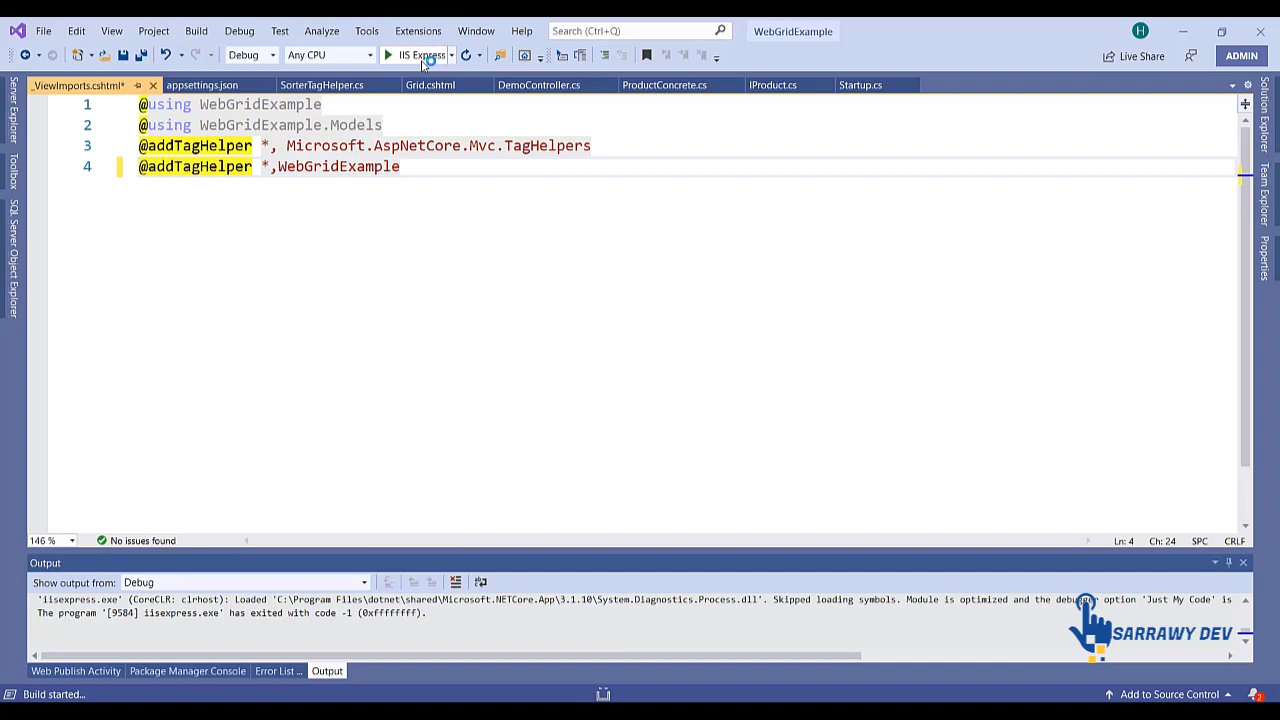 File Edit View Project Build Debug Test Analyze Tools Extensions Window Help Search (Ctrl+Q) WebGridExample H
Debug Any CPU IIS Express Live Share ADMIN
_ViewImports.cshtml* appsettings.json SorterTagHelper.cs Grid.cshtml DemoController.cs ProductConcrete.cs IProduct.cs Startup.cs
Server Explorer
Toolbox
SQL Server Object Explorer
1 @using WebGridExample
2 @using WebGridExample.Models
3 @addTagHelper *, Microsoft.AspNetCore.Mvc.TagHelpers
4 @addTagHelper *,WebGridExample
Solution Explorer
Team Explorer
Properties
146 % No issues found Ln: 4 Ch: 24 SPC CRLF
Output
Show output from: Debug
'iisexpress.exe' (CoreCLR: clrhost): Loaded 'C:\Program Files\dotnet\shared\Microsoft.NETCore.App\3.1.10\System.Diagnostics.Process.dll'. Skipped loading symbols. Module is optimized and the debugger option 'Just My Code' is
The program '[9584] iisexpress.exe' has exited with code -1 (0xffffffff).
SARRAWY DEV
Web Publish Activity Package Manager Console Error List ... Output
Build started... Add to Source Control 2